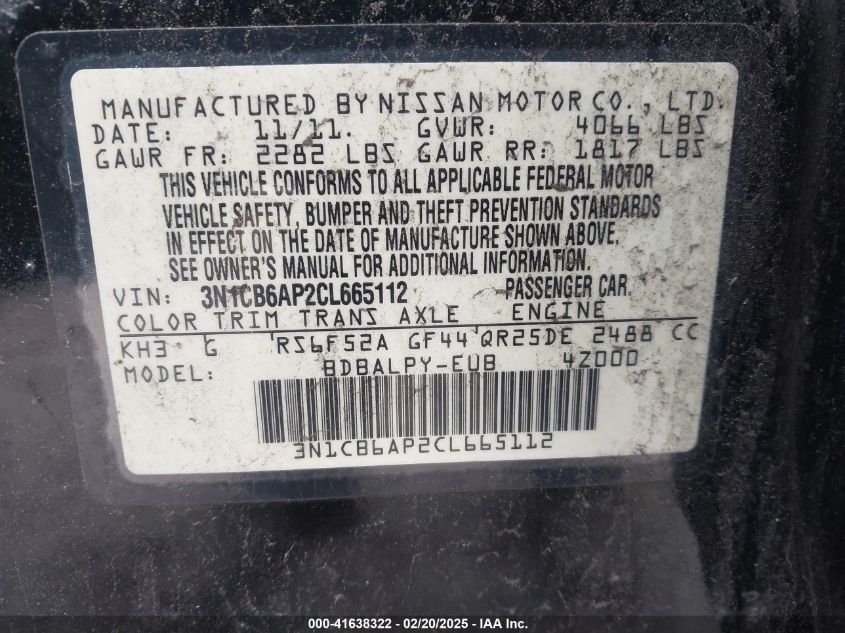 MANUFACTURED BY NISSAN MOTOR CO., LTD.
DATE: 11/11. GVWR: 4066 LBS
GAWR FR: 2282 LBS GAWR RR: 1817 LBS
THIS VEHICLE CONFORMS TO ALL APPLICABLE FEDERAL MOTOR
VEHICLE SAFETY, BUMPER AND THEFT PREVENTION STANDARDS
IN EFFECT ON THE DATE OF MANUFACTURE SHOWN ABOVE.
SEE OWNER'S MANUAL FOR ADDITIONAL INFORMATION.
VIN: 3N1CB6AP2CL665112 PASSENGER CAR.
COLOR TRIM TRANS AXLE ENGINE
KH3 G RS6F52A GF44 QR25DE 2488 CC
MODEL: BDBALPY-EUB 4Z000
3N1CB6AP2CL665112
000-41638322 - 02/20/2025 - IAA Inc.